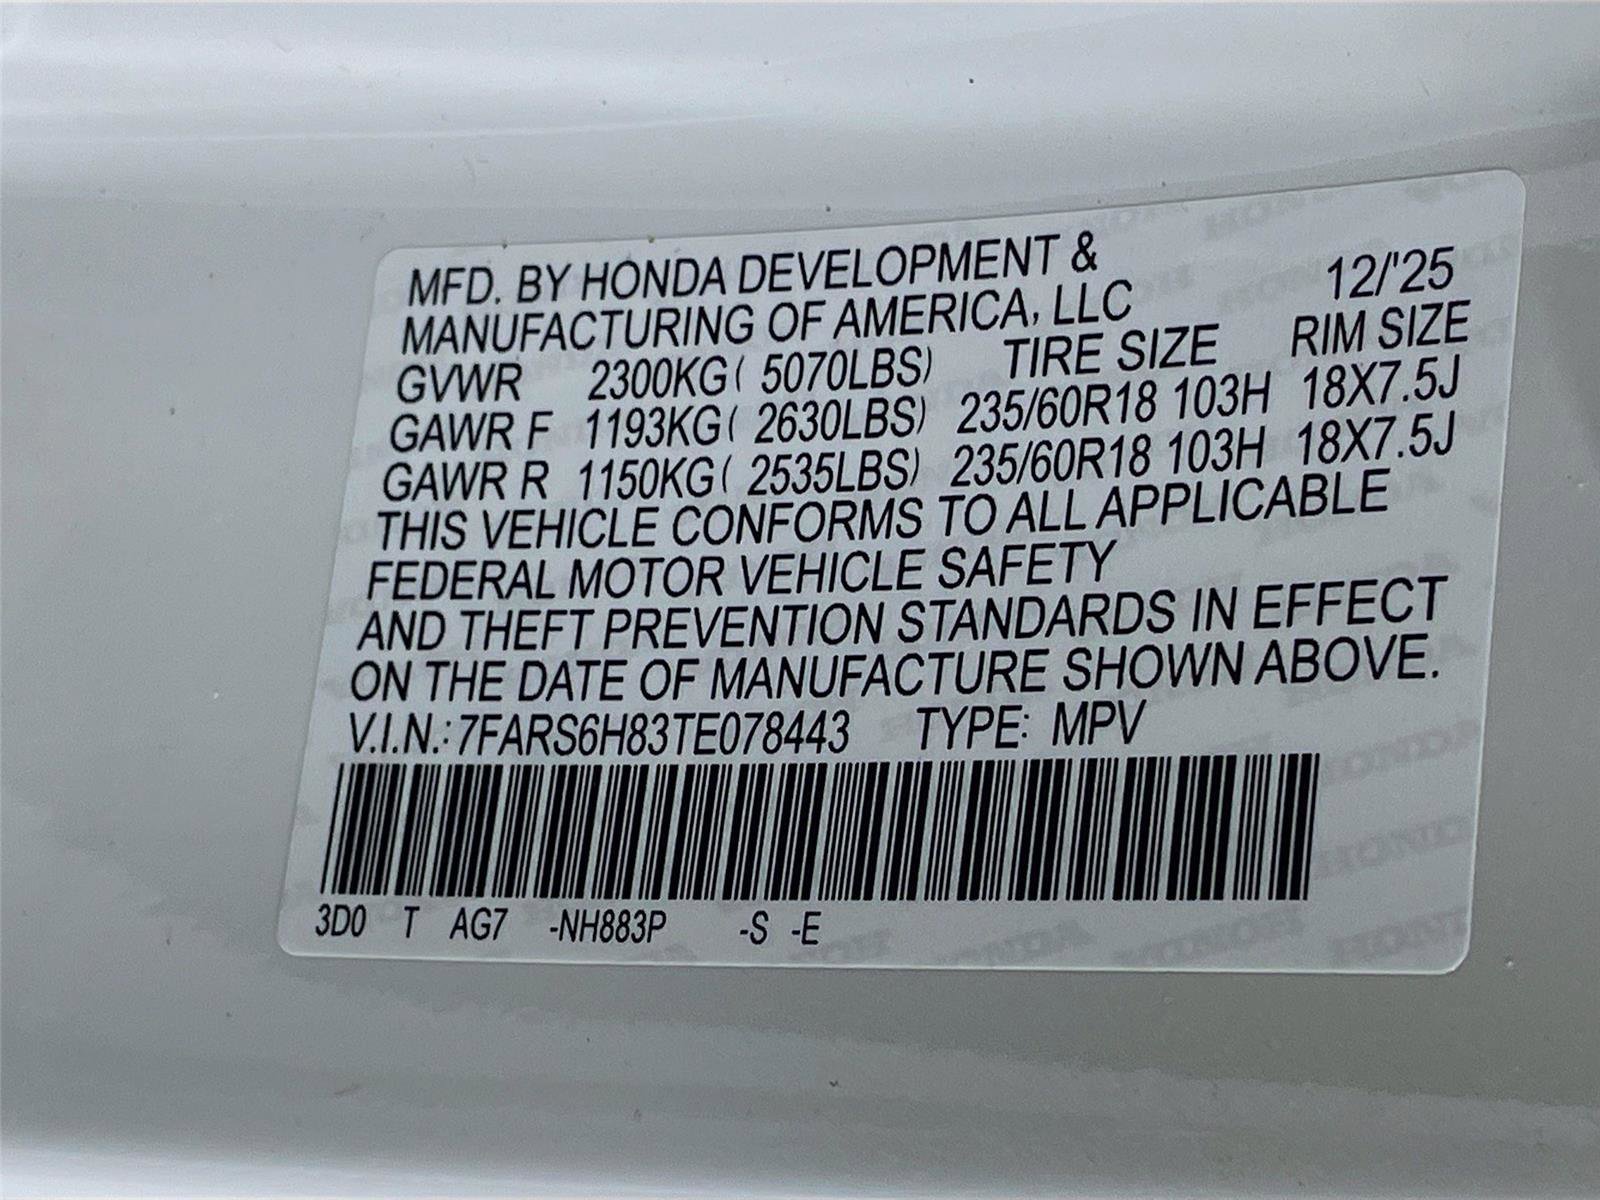 MFD. BY HONDA DEVELOPMENT & 12/'25
MANUFACTURING OF AMERICA, LLC
GVWR 2300KG( 5070LBS) TIRE SIZE RIM SIZE
GAWR F 1193KG( 2630LBS) 235/60R18 103H 18X7.5J
GAWR R 1150KG( 2535LBS) 235/60R18 103H 18X7.5J
THIS VEHICLE CONFORMS TO ALL APPLICABLE
FEDERAL MOTOR VEHICLE SAFETY
AND THEFT PREVENTION STANDARDS IN EFFECT
ON THE DATE OF MANUFACTURE SHOWN ABOVE.
V.I.N.: 7FARS6H83TE078443 TYPE: MPV
3D0 T AG7 -NH883P -S -E